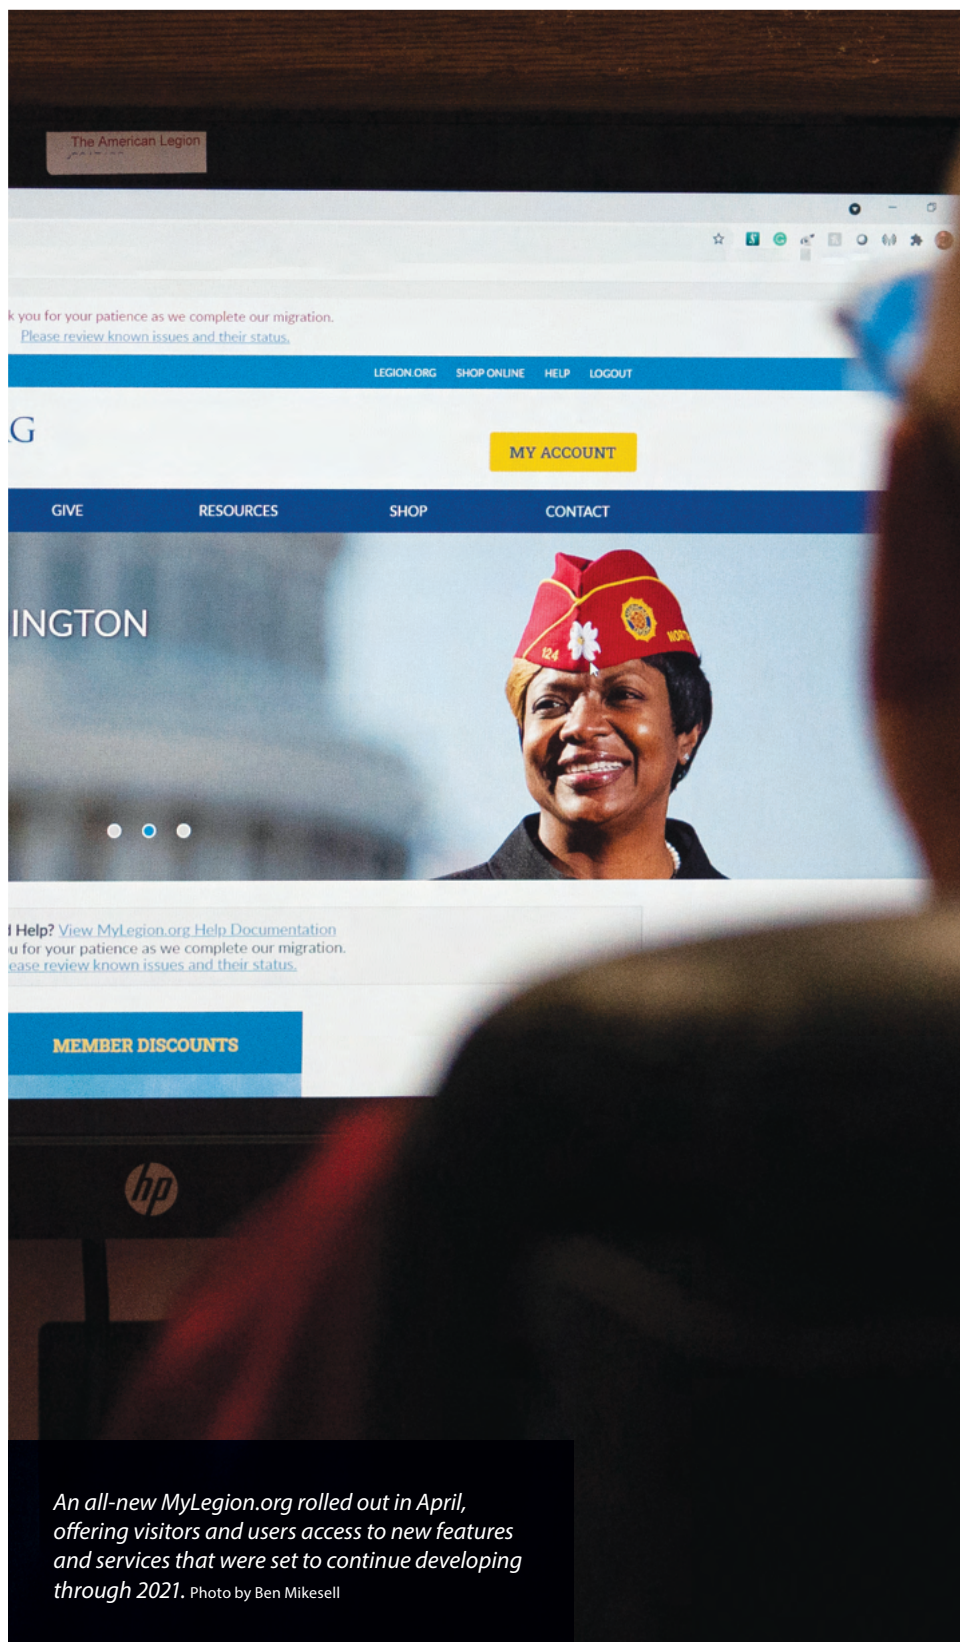 The American Legion
k you for your patience as we complete our migration.
Please review known issues and their status.
LEGION.ORG SHOP ONLINE HELP LOGOUT
G
MY ACCOUNT
GIVE RESOURCES SHOP CONTACT
INGTON
124 NORTH
d Help? View MyLegion.org Help Documentation
u for your patience as we complete our migration.
ease review known issues and their status.
MEMBER DISCOUNTS
hp
An all-new MyLegion.org rolled out in April,
offering visitors and users access to new features
and services that were set to continue developing
through 2021. Photo by Ben Mikesell